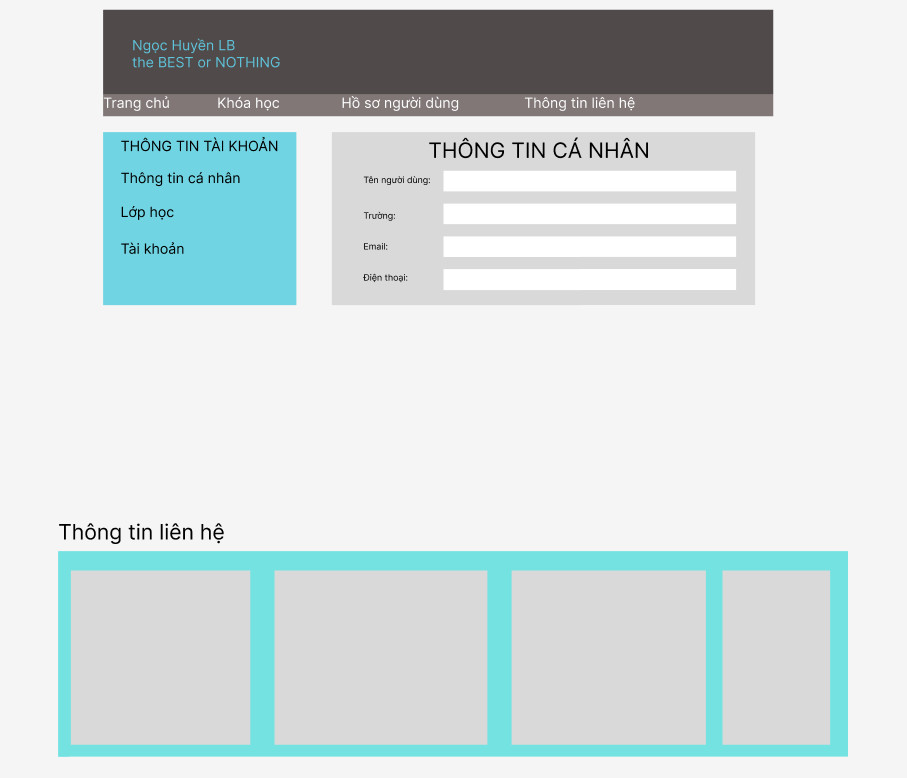 Ngọc Huyền LB
the BEST or NOTHING
Trang chủ Khóa học Hồ sơ người dùng Thông tin liên hệ
THÔNG TIN TÀI KHOẢN
Thông tin cá nhân
Lớp học
Tài khoản
THÔNG TIN CÁ NHÂN
Tên người dùng:
Trường:
Email:
Điện thoại:
Thông tin liên hệ